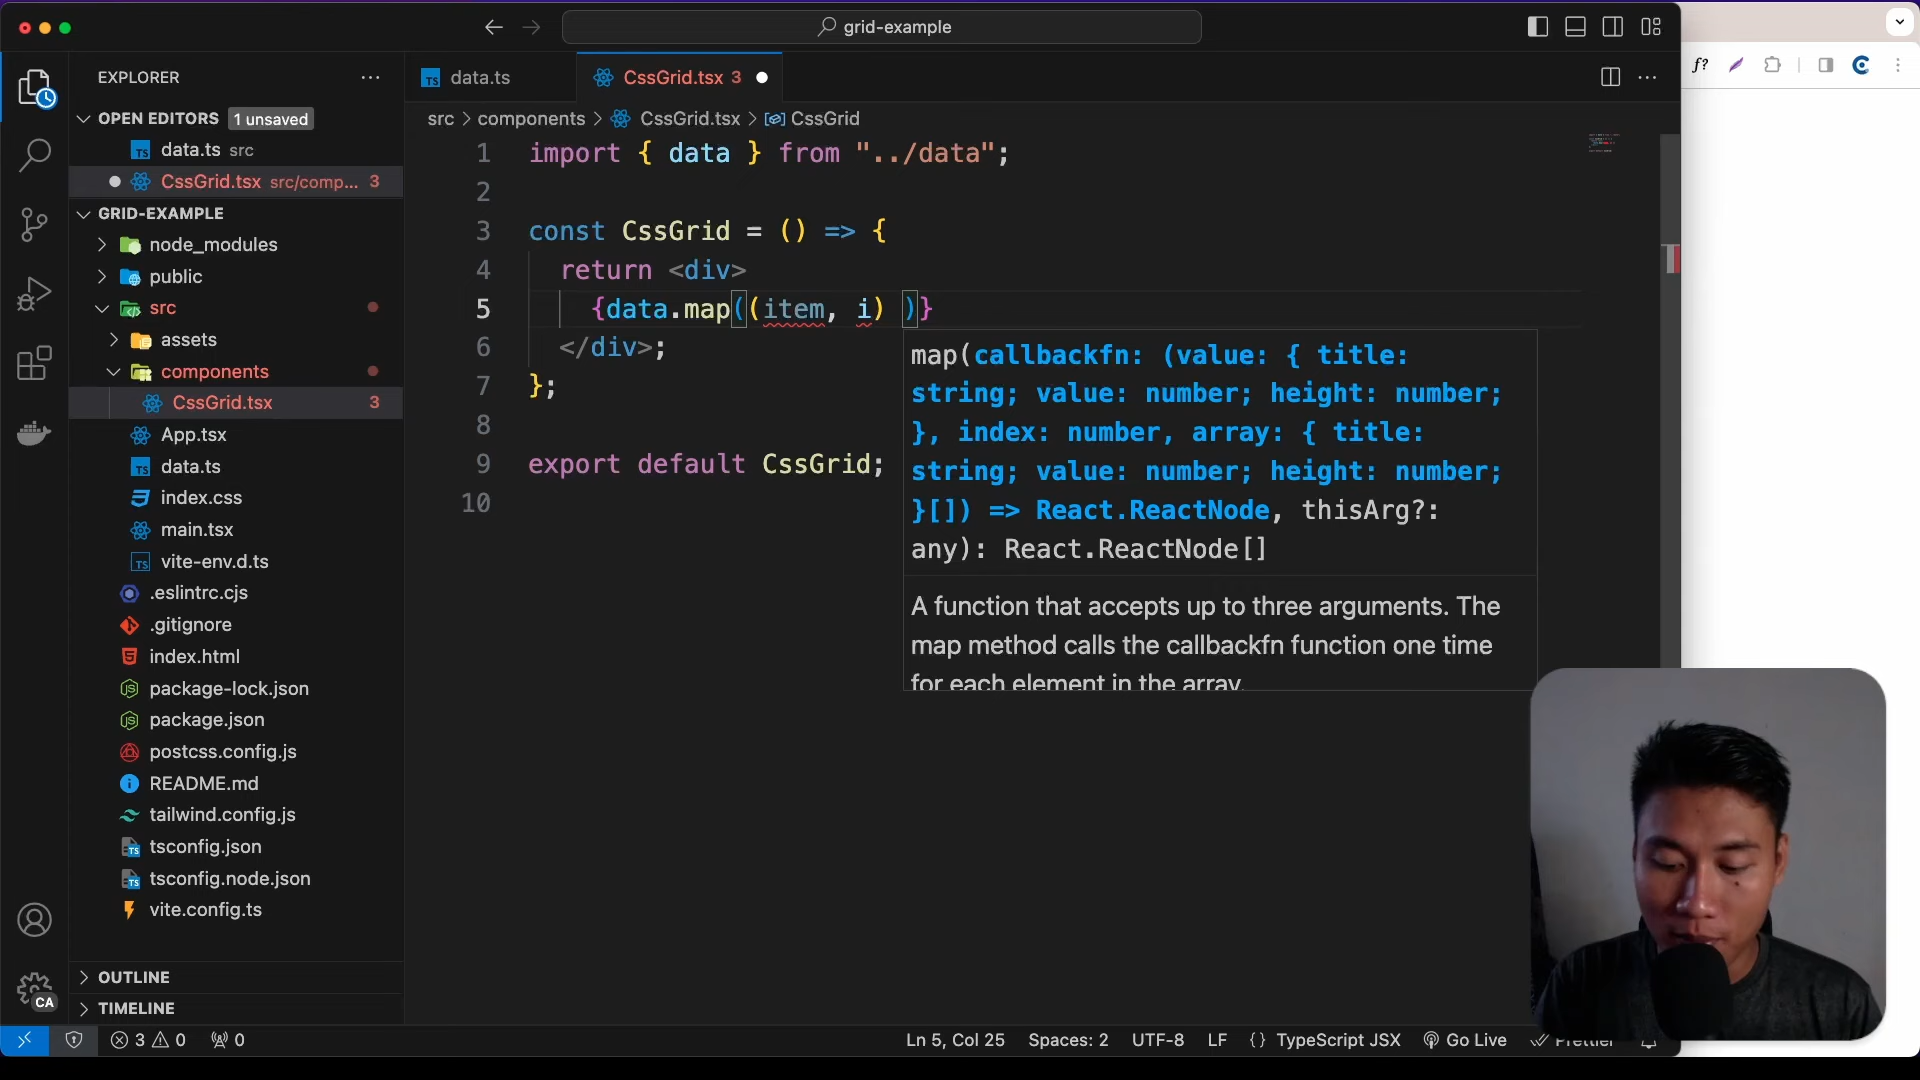 grid-example
EXPLORER
OPEN EDITORS 1 unsaved
TS data.ts src
CssGrid.tsx src/comp... 3
GRID-EXAMPLE
node_modules
public
src
assets
components
CssGrid.tsx 3
App.tsx
TS data.ts
index.css
main.tsx
TS vite-env.d.ts
.eslintrc.cjs
.gitignore
index.html
package-lock.json
package.json
postcss.config.js
README.md
tailwind.config.js
tsconfig.json
tsconfig.node.json
vite.config.ts
OUTLINE
TIMELINE
CA
TS data.ts
CssGrid.tsx 3
src > components > CssGrid.tsx > CssGrid
1 import { data } from "../data";
2
3 const CssGrid = () => {
4 return <div>
5 {data.map((item, i) )}
6 </div>;
7 };
8
9 export default CssGrid;
10
map(callbackfn: (value: { title:
string; value: number; height: number;
}, index: number, array: { title:
string; value: number; height: number;
}[]) => React.ReactNode, thisArg?:
any): React.ReactNode[]
A function that accepts up to three arguments. The
map method calls the callbackfn function one time
for each element in the array.
f?
3 0 0
Ln 5, Col 25 Spaces: 2 UTF-8 LF {} TypeScript JSX Go Live Prettier